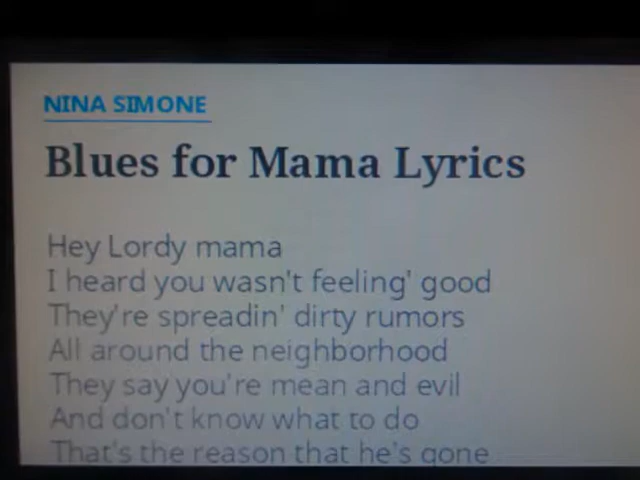 NINA SIMONE
Blues for Mama Lyrics
Hey Lordy mama
I heard you wasn't feeling' good
They're spreadin' dirty rumors
All around the neighborhood
They say you're mean and evil
And don't know what to do
That's the reason that he's gone